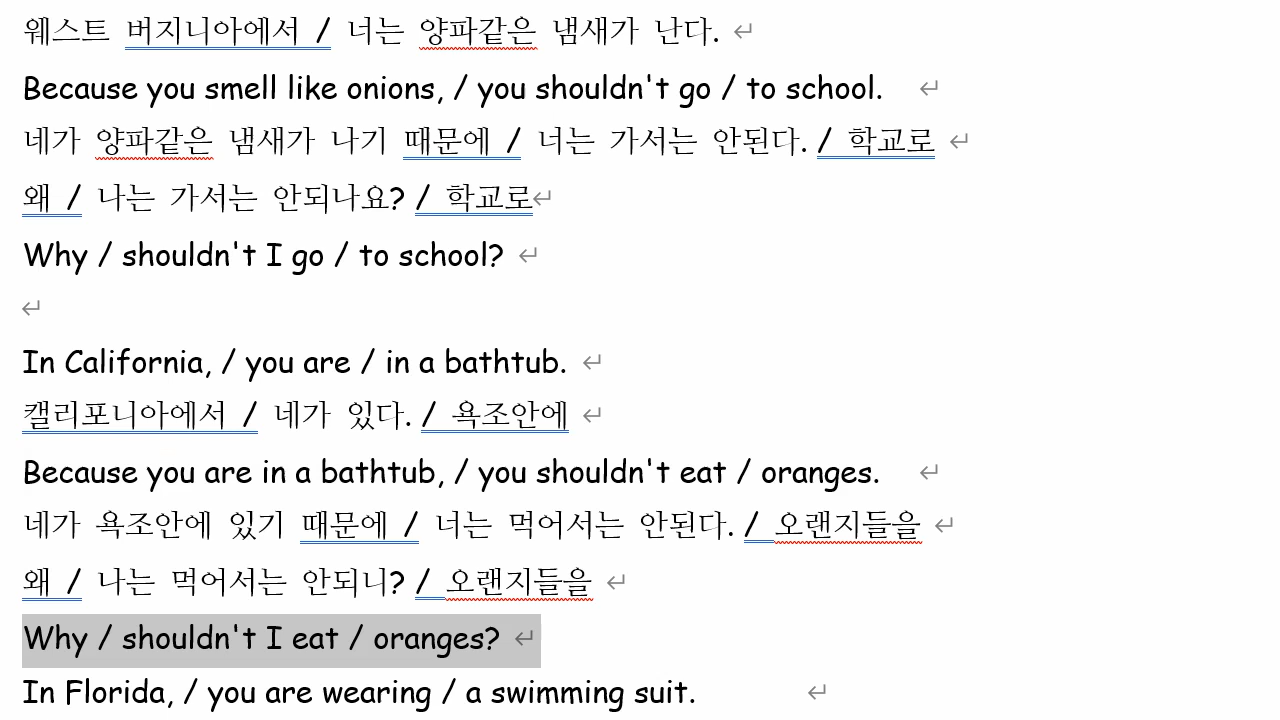 웨스트 버지니아에서 / 너는 양파같은 냄새가 난다.
Because you smell like onions, / you shouldn't go / to school.
네가 양파같은 냄새가 나기 때문에 / 너는 가서는 안된다. / 학교로
왜 / 나는 가서는 안되나요? / 학교로
Why / shouldn't I go / to school?
In California, / you are / in a bathtub.
캘리포니아에서 / 네가 있다. / 욕조안에
Because you are in a bathtub, / you shouldn't eat / oranges.
네가 욕조안에 있기 때문에 / 너는 먹어서는 안된다. / 오랜지들을
왜 / 나는 먹어서는 안되니? / 오랜지들을
Why / shouldn't I eat / oranges?
In Florida, / you are wearing / a swimming suit.